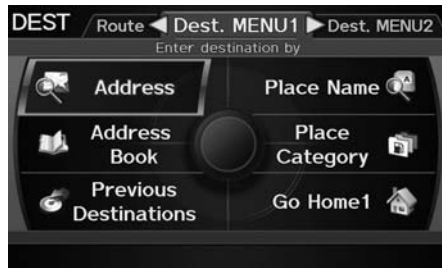 DEST Route Dest. MENU1 Dest. MENU2
Enter destination by
Address
Place Name
Address
Book
Place
Category
Previous
Destinations
Go Home1